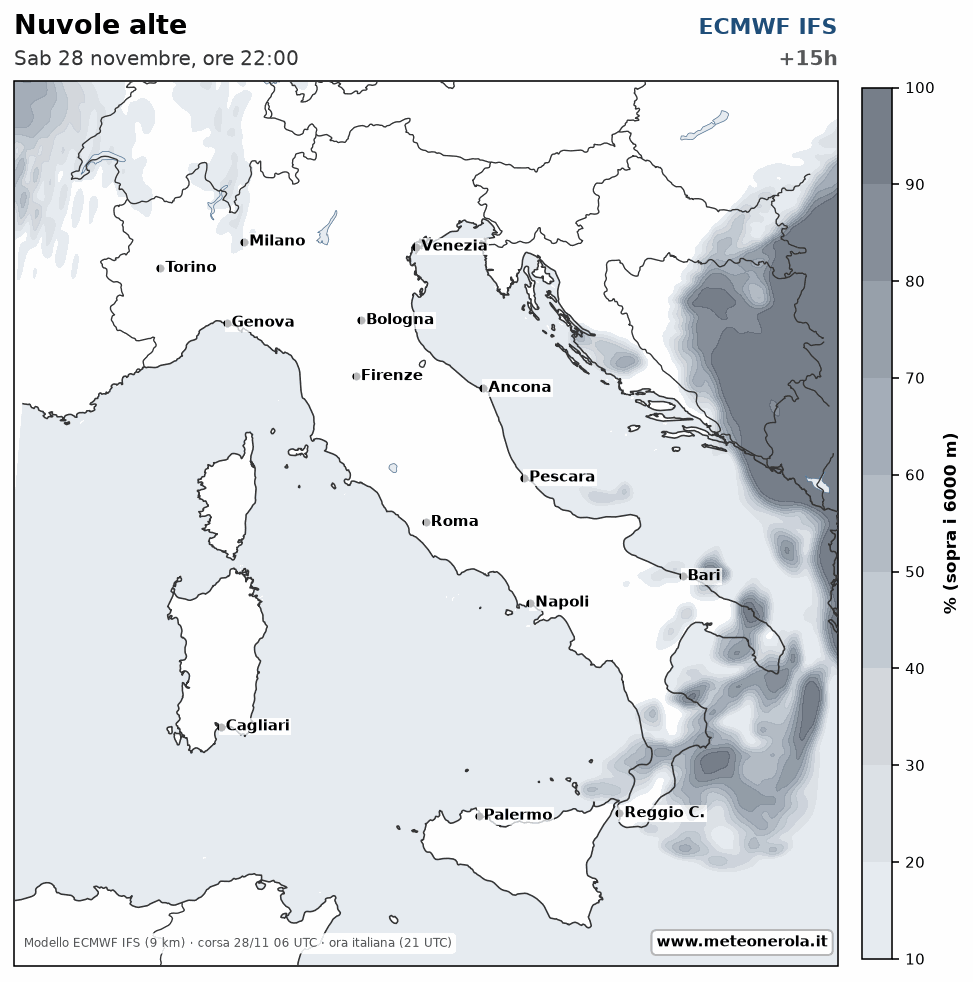 Nuvole alte
ECMWF IFS
Sab 28 novembre, ore 22:00
+15h
Milano
Venezia
Torino
Genova
Bologna
Firenze
Ancona
Pescara
Roma
Bari
Napoli
Cagliari
Palermo
Reggio C.
100
90
80
70
60
50
40
30
20
10
% (sopra i 6000 m)
Modello ECMWF IFS (9 km) · corsa 28/11 06 UTC · ora italiana (21 UTC)
www.meteonerola.it